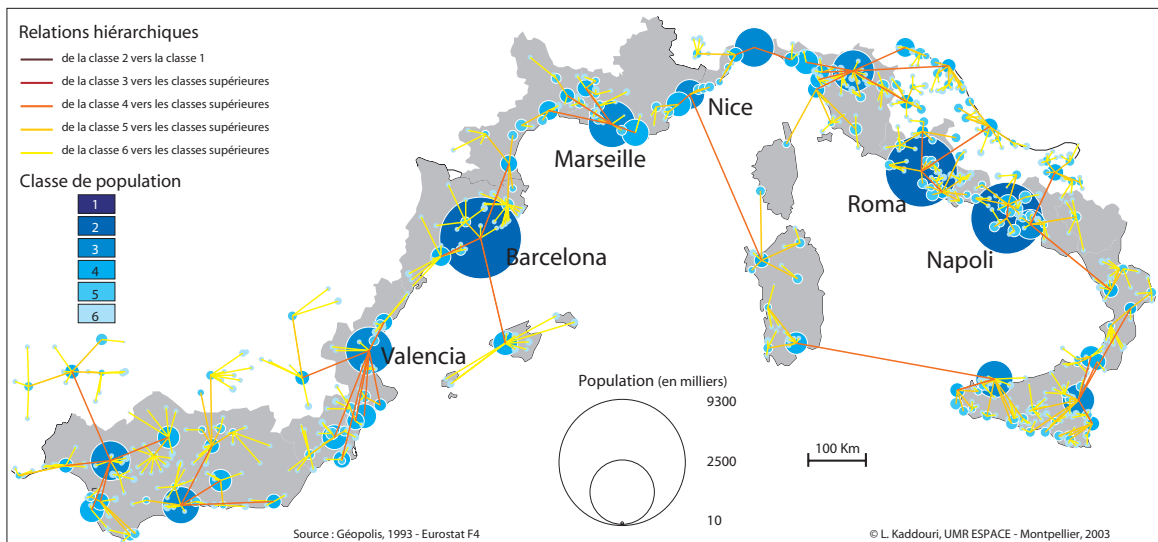 Relations hiérarchiques
de la classe 2 vers la classe 1
de la classe 3 vers les classes supérieures
de la classe 4 vers les classes supérieures
de la classe 5 vers les classes supérieures
de la classe 6 vers les classes supérieures
Classe de population
1
2
3
4
5
6
Nice
Marseille
Roma
Barcelona
Napoli
Valencia
Population (en milliers)
9300
2500
10
100 Km
Source : Géopolis, 1993 - Eurostat F4
© L. Kaddouri, UMR ESPACE - Montpellier, 2003